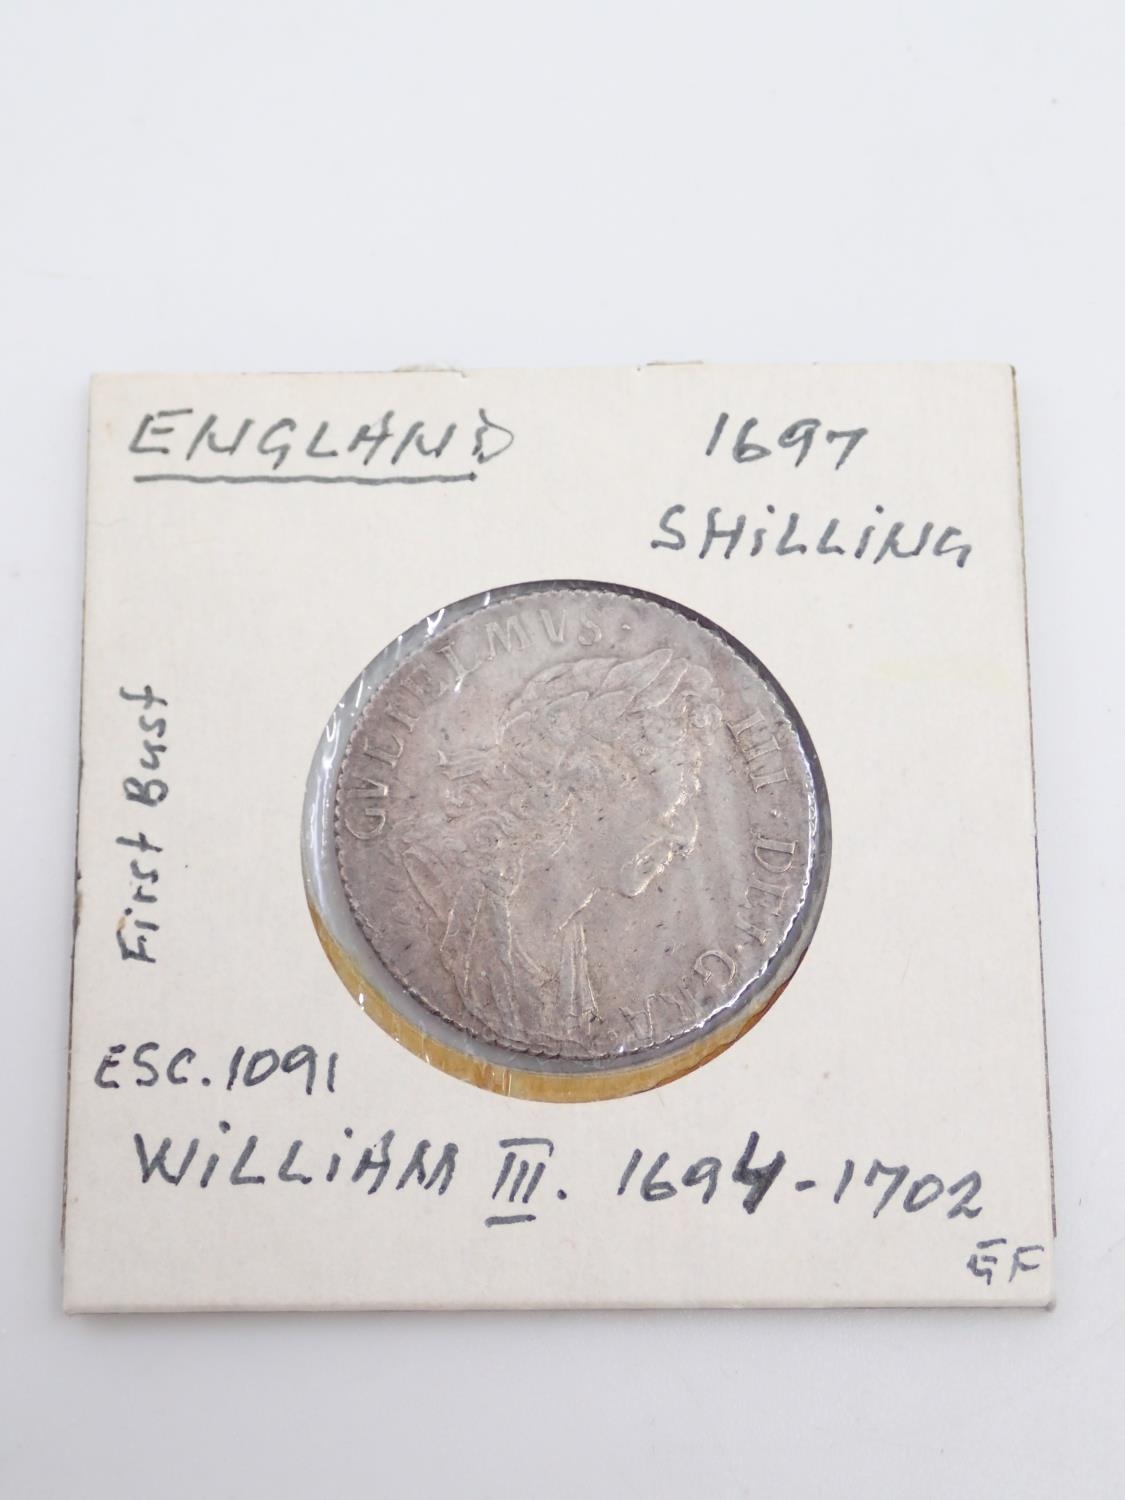 ENGLAND
1697
SHiLLiNG
First Bust
GVLIELMVS · III · DEI · GRA ·
ESC. 1091
WiLLiAM III. 1694-1702
EF